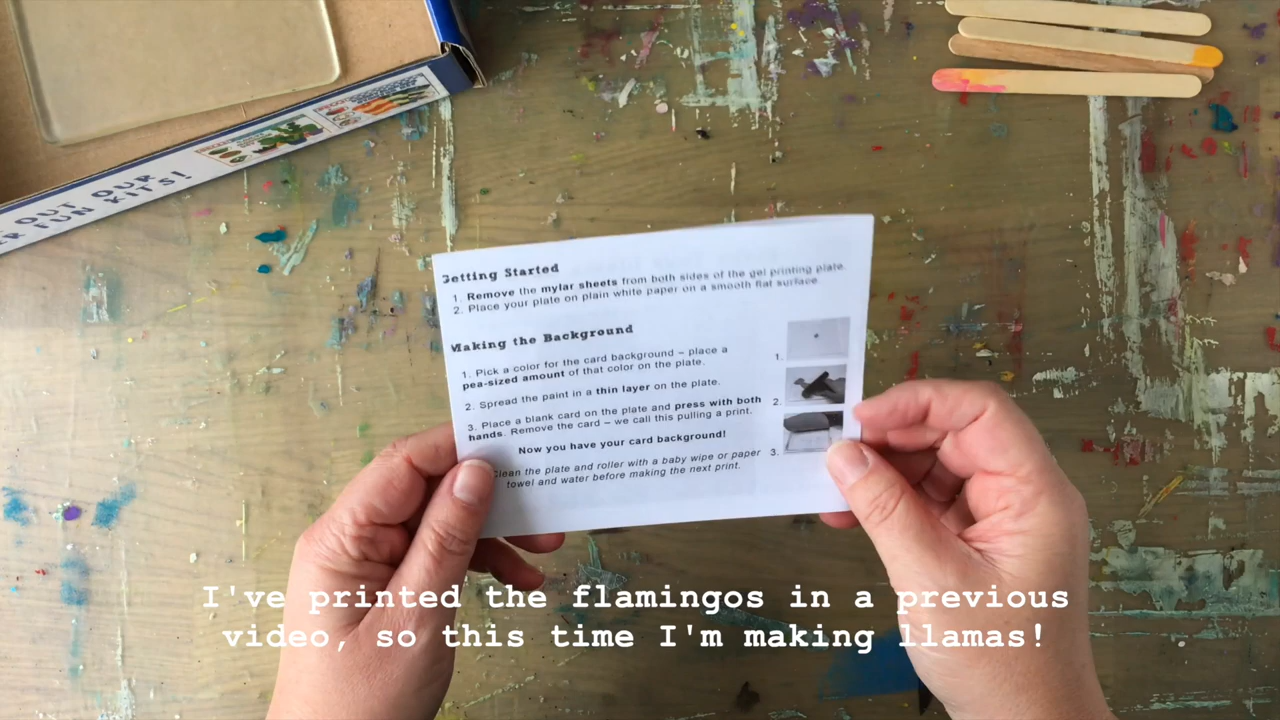 OUT OUR
FUN KITS!
Getting Started
1. Remove the mylar sheets from both sides of the gel printing plate.
2. Place your plate on plain white paper on a smooth flat surface.
Making the Background
1. Pick a color for the card background – place a
pea-sized amount of that color on the plate.
1.
2. Spread the paint in a thin layer on the plate.
2.
3. Place a blank card on the plate and press with both
hands. Remove the card – we call this pulling a print.
Now you have your card background!
3.
Clean the plate and roller with a baby wipe or paper
towel and water before making the next print.
I've printed the flamingos in a previous
video, so this time I'm making llamas!